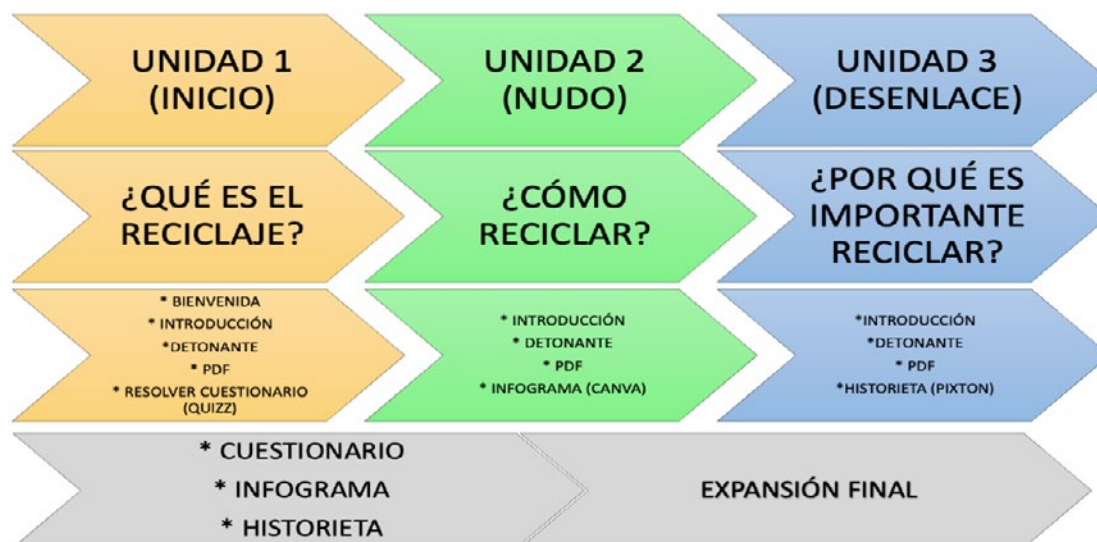 UNIDAD 1
(INICIO)
UNIDAD 2
(NUDO)
UNIDAD 3
(DESENLACE)
¿QUÉ ES EL
RECICLAJE?
¿CÓMO
RECICLAR?
¿POR QUÉ ES
IMPORTANTE
RECICLAR?
* BIENVENIDA
* INTRODUCCIÓN
*DETONANTE
* PDF
* RESOLVER CUESTIONARIO
(QUIZZ)
* INTRODUCCIÓN
* DETONANTE
* PDF
* INFOGRAMA (CANVA)
*INTRODUCCIÓN
*DETONANTE
* PDF
*HISTORIETA (PIXTON)
* CUESTIONARIO
* INFOGRAMA
* HISTORIETA
EXPANSIÓN FINAL